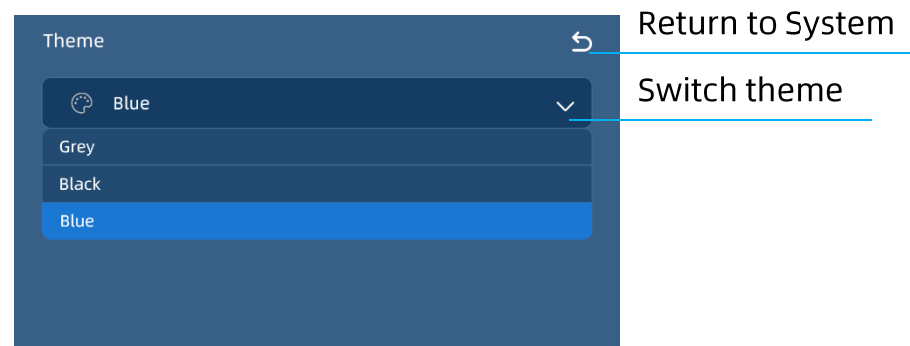 Theme
Return to System
Blue
Switch theme
Grey
Black
Blue